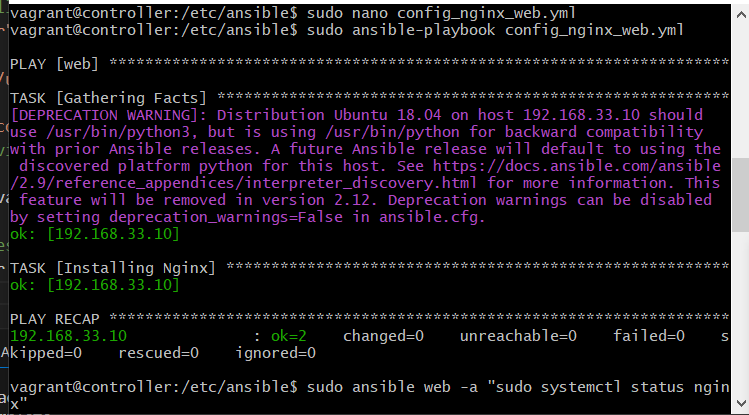 vagrant@controller:/etc/ansible$ sudo nano config_nginx_web.yml
vagrant@controller:/etc/ansible$ sudo ansible-playbook config_nginx_web.yml
PLAY [web] *********************************************************************
TASK [Gathering Facts] *********************************************************
[DEPRECATION WARNING]: Distribution Ubuntu 18.04 on host 192.168.33.10 should
use /usr/bin/python3, but is using /usr/bin/python for backward compatibility
with prior Ansible releases. A future Ansible release will default to using the
discovered platform python for this host. See https://docs.ansible.com/ansible
/2.9/reference_appendices/interpreter_discovery.html for more information. This
feature will be removed in version 2.12. Deprecation warnings can be disabled
by setting deprecation_warnings=False in ansible.cfg.
ok: [192.168.33.10]
TASK [Installing Nginx] ********************************************************
ok: [192.168.33.10]
PLAY RECAP *********************************************************************
192.168.33.10 : ok=2 changed=0 unreachable=0 failed=0 s
kipped=0 rescued=0 ignored=0
vagrant@controller:/etc/ansible$ sudo ansible web -a "sudo systemctl status ngin
x"